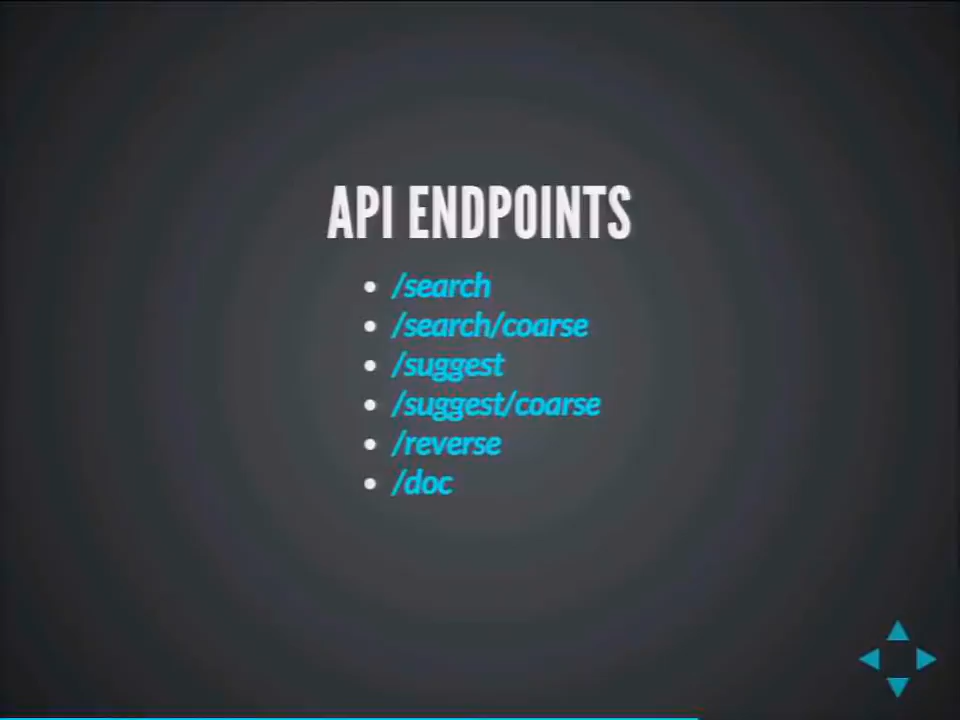 API ENDPOINTS
/search
/search/coarse
/suggest
/suggest/coarse
/reverse
/doc